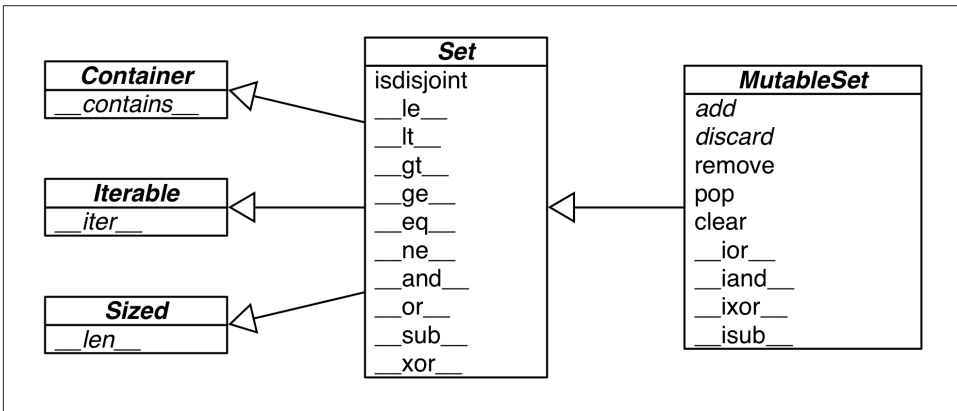 Container
__contains__
Iterable
__iter__
Sized
__len__
Set
isdisjoint
__le__
__lt__
__gt__
__ge__
__eq__
__ne__
__and__
__or__
__sub__
__xor__
MutableSet
add
discard
remove
pop
clear
__ior__
__iand__
__ixor__
__isub__